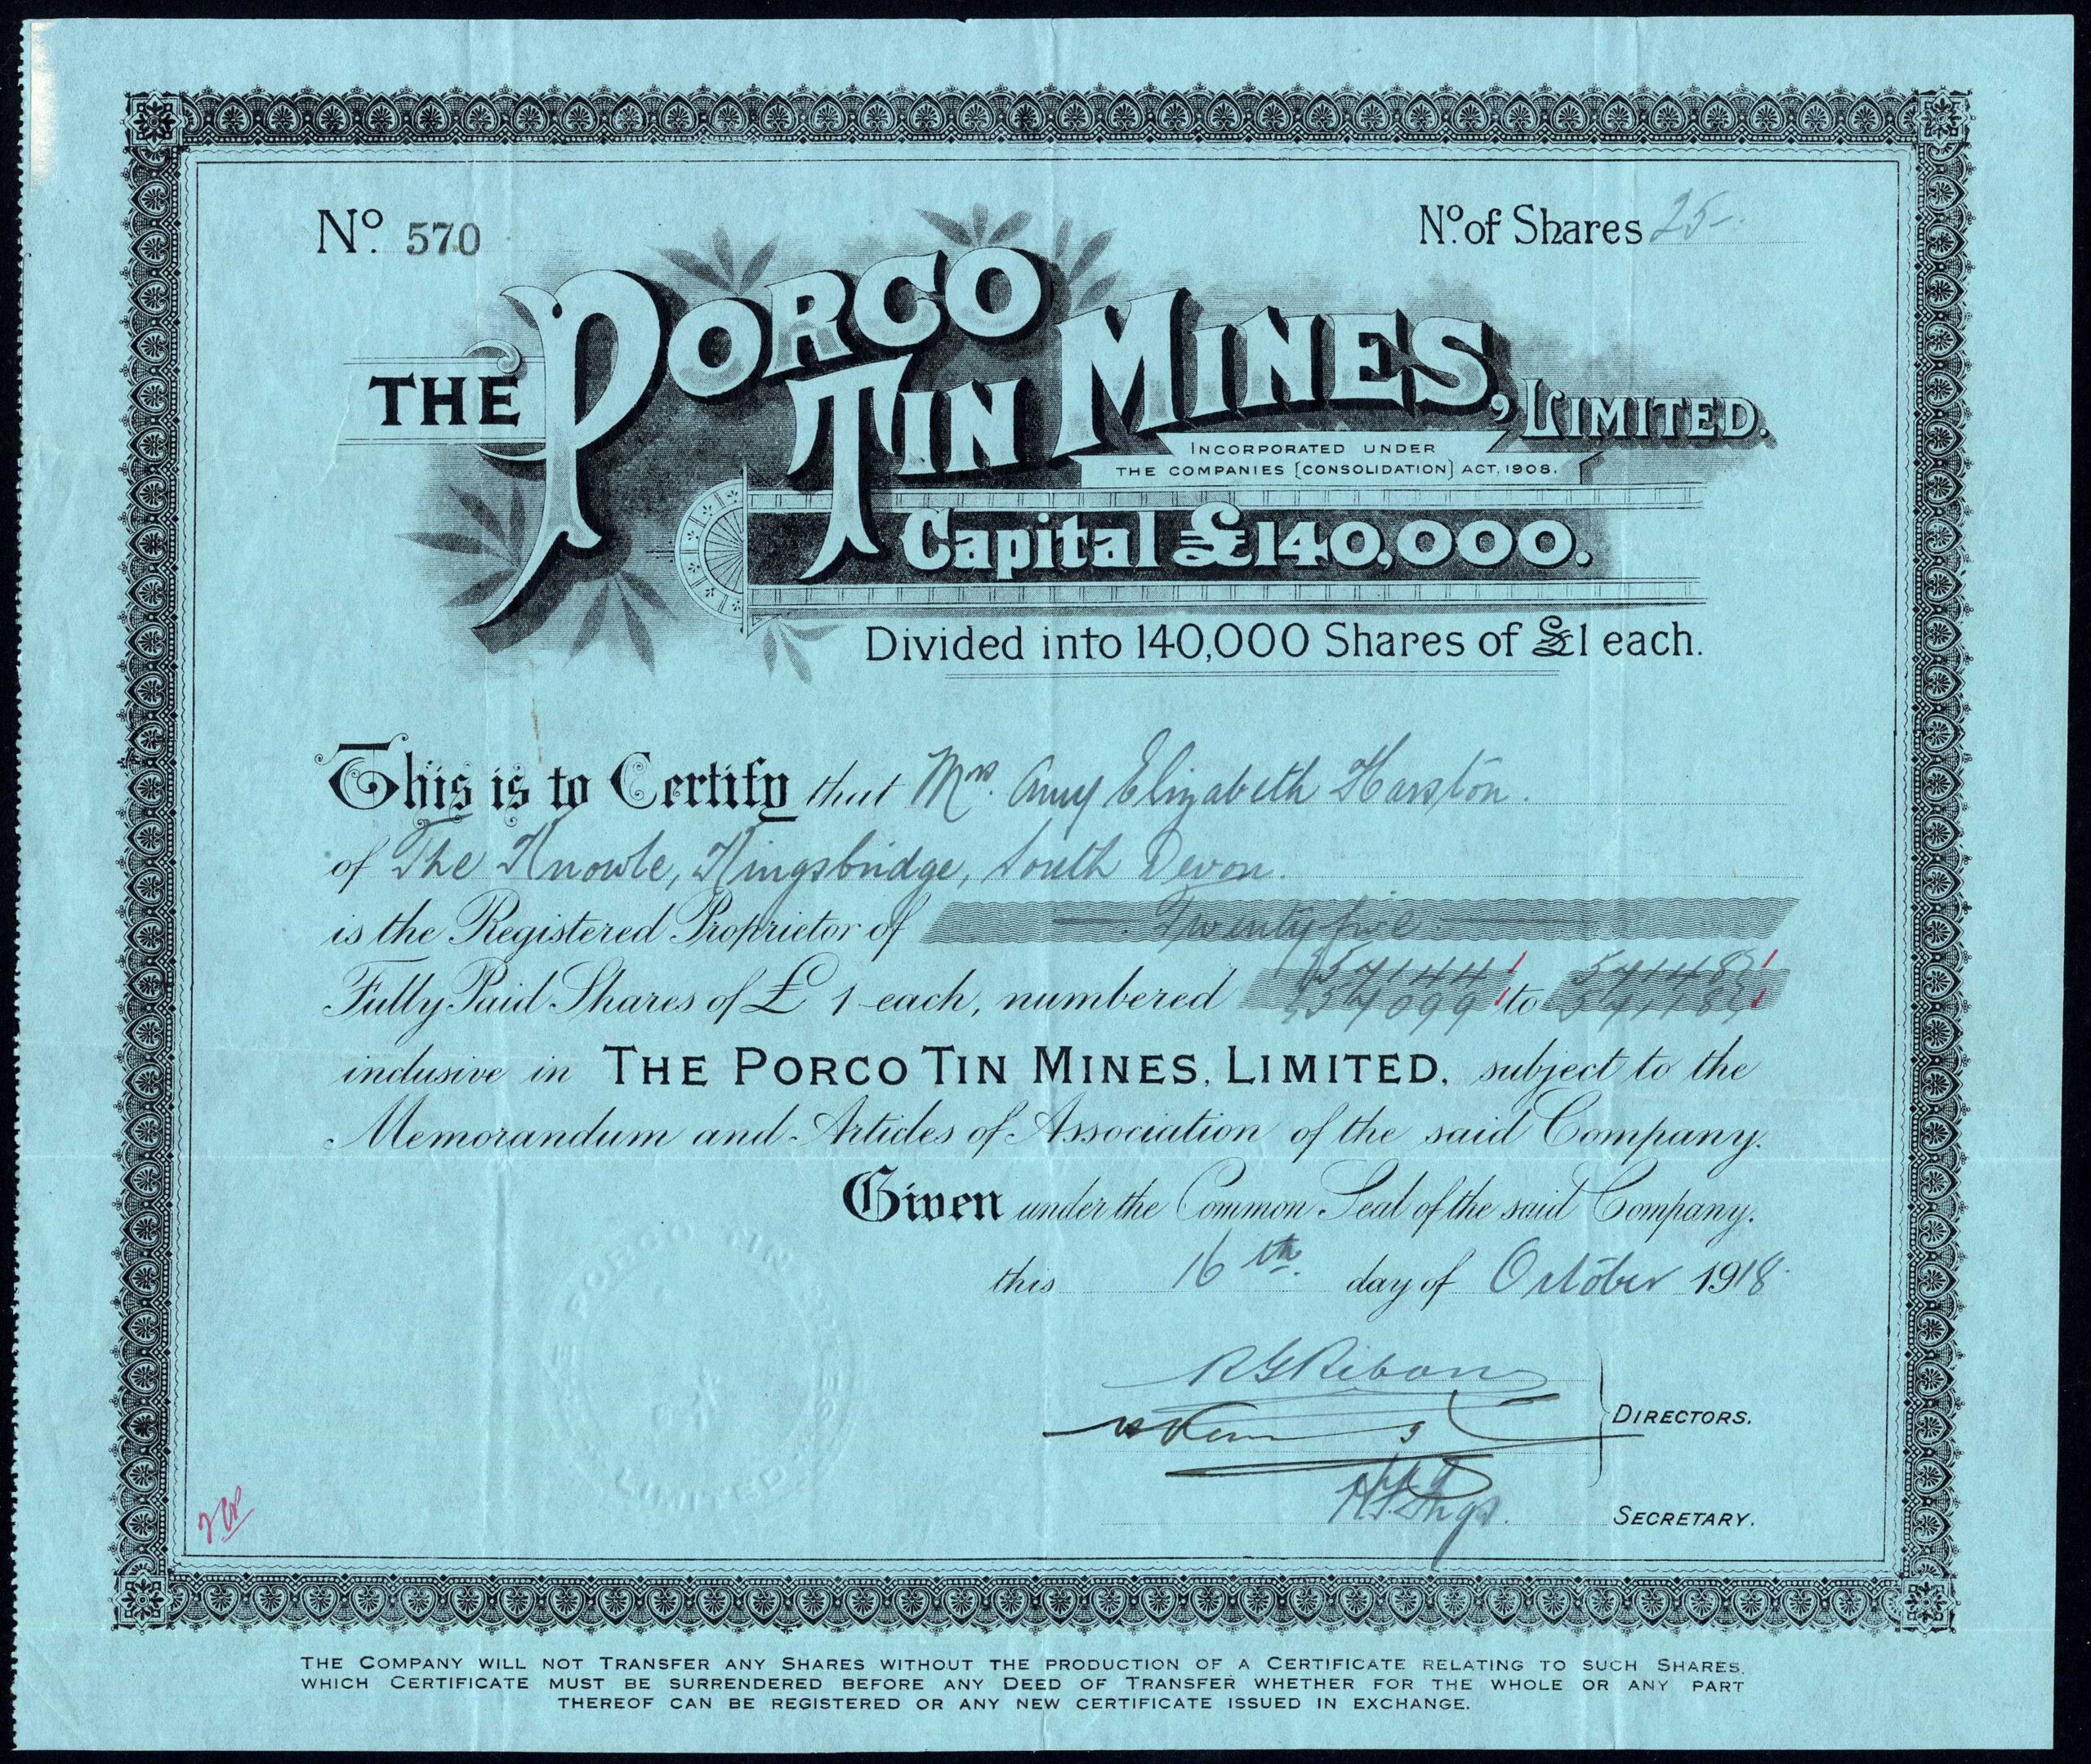 No. 570
No. of Shares 25-
THE PORCO TIN MINES, LIMITED.
INCORPORATED UNDER
THE COMPANIES [CONSOLIDATION] ACT, 1908.
Capital £140,000.
Divided into 140,000 Shares of £1 each.
This is to Certify that Mrs. Amy Elizabeth Harston.
of The Knowle, Kingsbridge, South Devon.
is the Registered Proprietor of Twenty five
Fully Paid Shares of £ 1 each, numbered to
inclusive in THE PORCO TIN MINES, LIMITED, subject to the
Memorandum and Articles of Association of the said Company.
Given under the Common Seal of the said Company.
this 16th. day of October 1918
DIRECTORS.
SECRETARY.
PORCO TIN
LIMITED
THE COMPANY WILL NOT TRANSFER ANY SHARES WITHOUT THE PRODUCTION OF A CERTIFICATE RELATING TO SUCH SHARES,
WHICH CERTIFICATE MUST BE SURRENDERED BEFORE ANY DEED OF TRANSFER WHETHER FOR THE WHOLE OR ANY PART
THEREOF CAN BE REGISTERED OR ANY NEW CERTIFICATE ISSUED IN EXCHANGE.